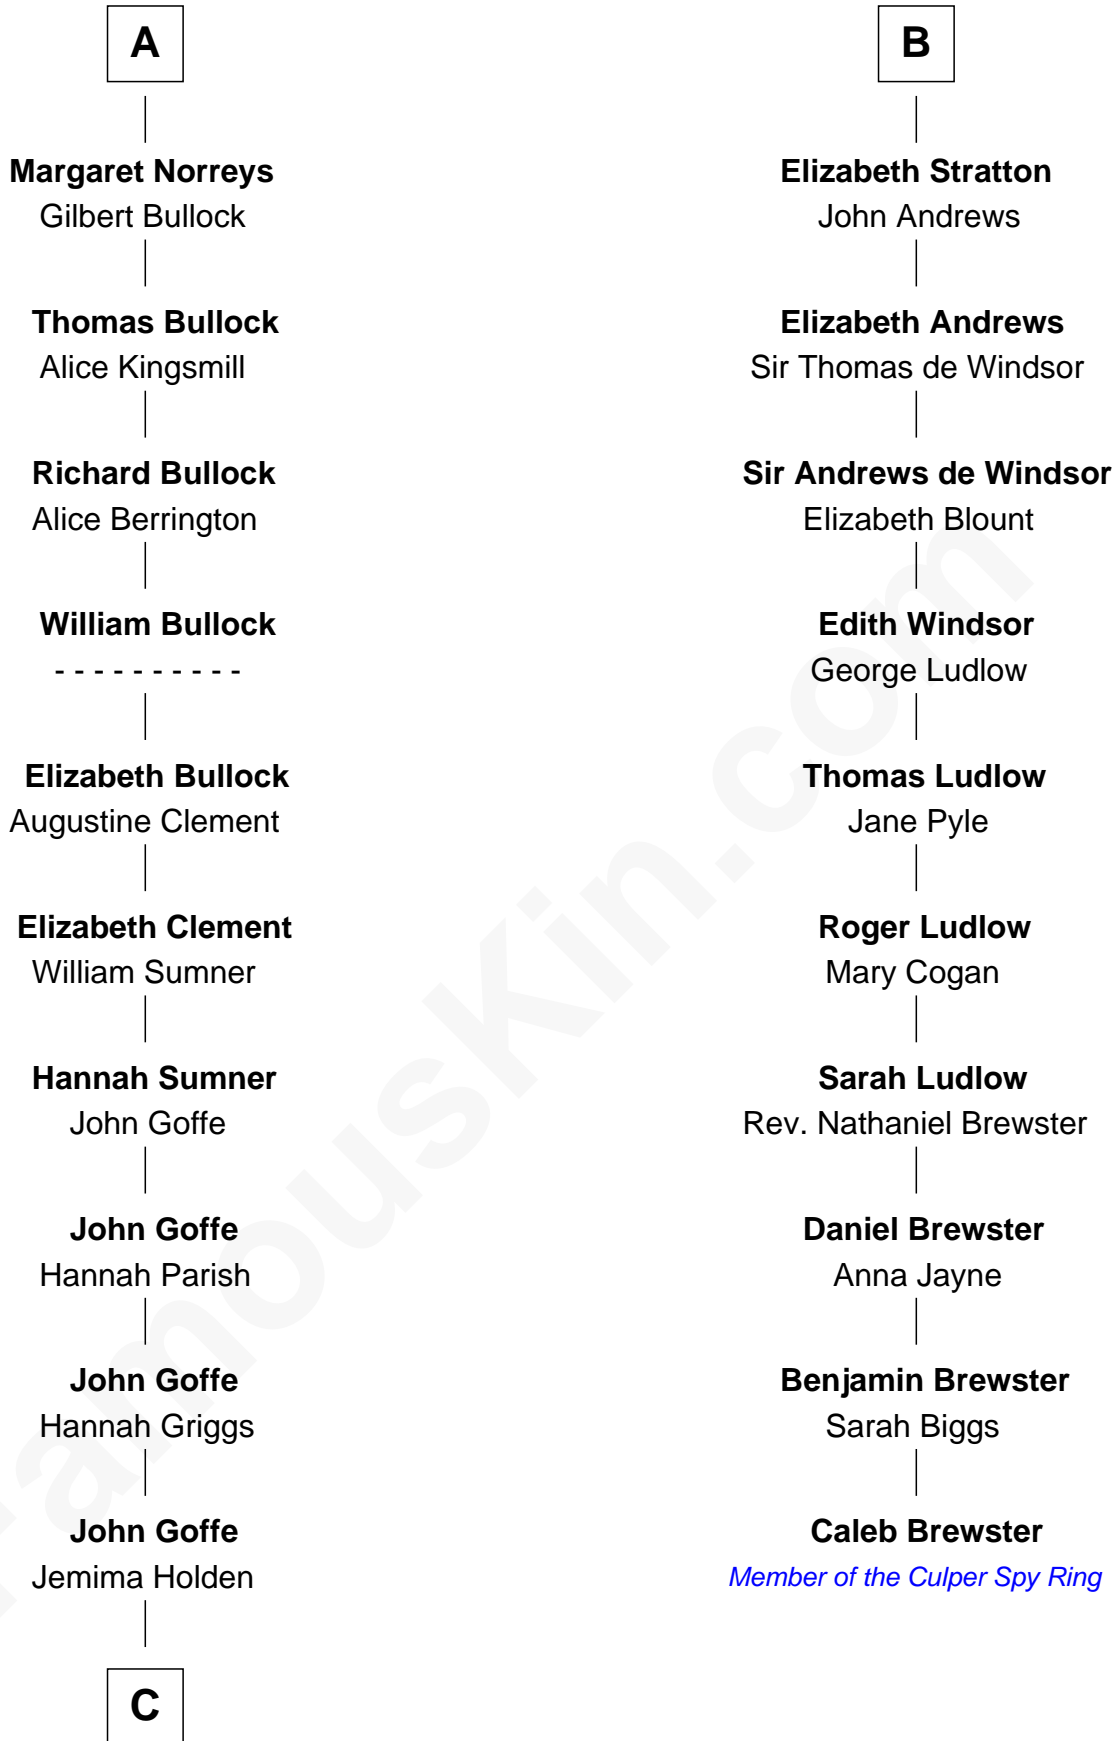 A
Margaret Norreys
Gilbert Bullock
Thomas Bullock
Alice Kingsmill
Richard Bullock
Alice Berrington
William Bullock
- - - - - - - - - -
Elizabeth Bullock
Augustine Clement
Elizabeth Clement
William Sumner
Hannah Sumner
John Goffe
John Goffe
Hannah Parish
John Goffe
Hannah Griggs
John Goffe
Jemima Holden
C
B
Elizabeth Stratton
John Andrews
Elizabeth Andrews
Sir Thomas de Windsor
Sir Andrews de Windsor
Elizabeth Blount
Edith Windsor
George Ludlow
Thomas Ludlow
Jane Pyle
Roger Ludlow
Mary Cogan
Sarah Ludlow
Rev. Nathaniel Brewster
Daniel Brewster
Anna Jayne
Benjamin Brewster
Sarah Biggs
Caleb Brewster
Member of the Culper Spy Ring
FamousKin.com